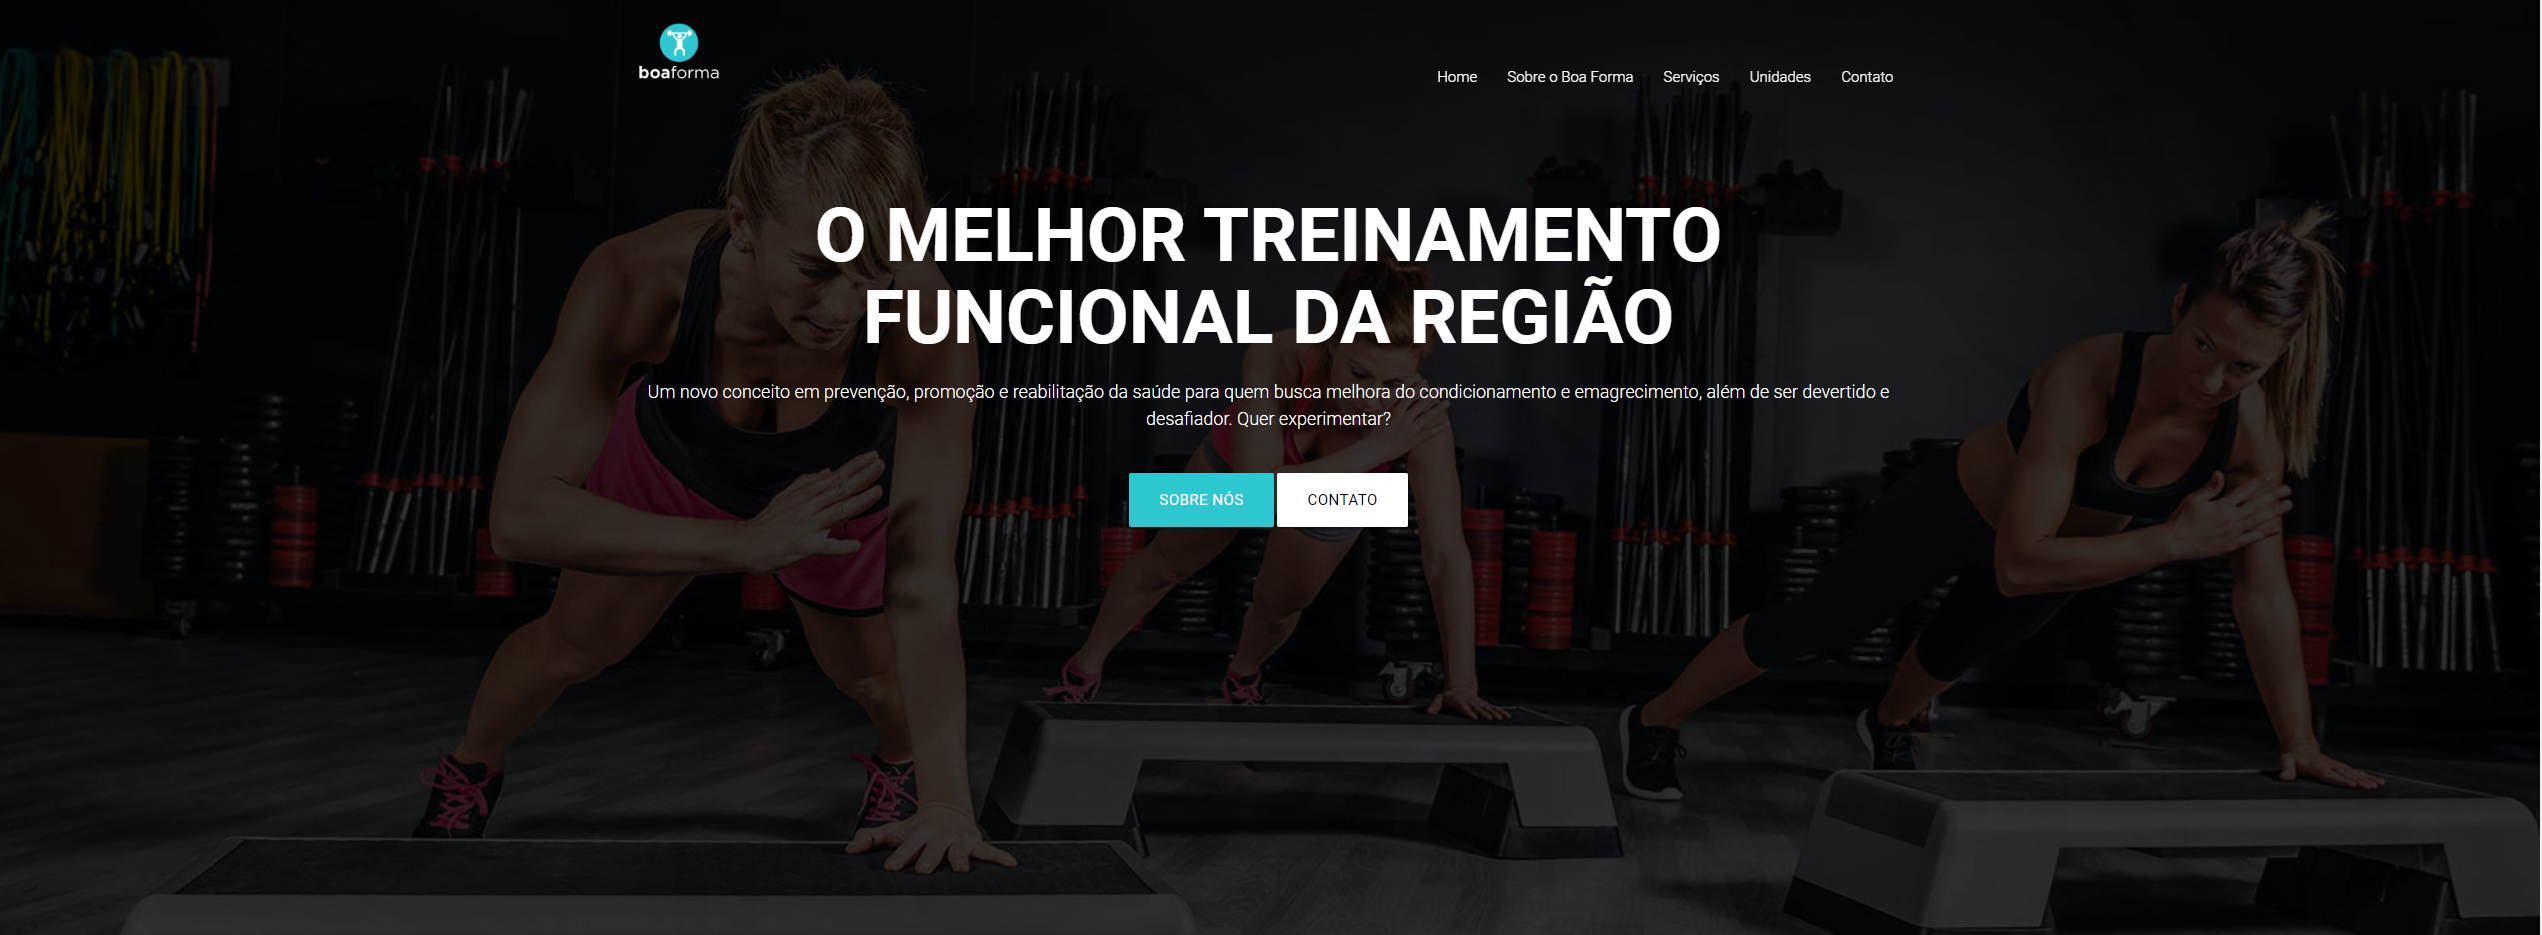 boaforma
Home
Sobre o Boa Forma
Serviços
Unidades
Contato
O MELHOR TREINAMENTO
FUNCIONAL DA REGIÃO
Um novo conceito em prevenção, promoção e reabilitação da saúde para quem busca melhora do condicionamento e emagrecimento, além de ser devertido e
desafiador. Quer experimentar?
SOBRE NÓS
CONTATO